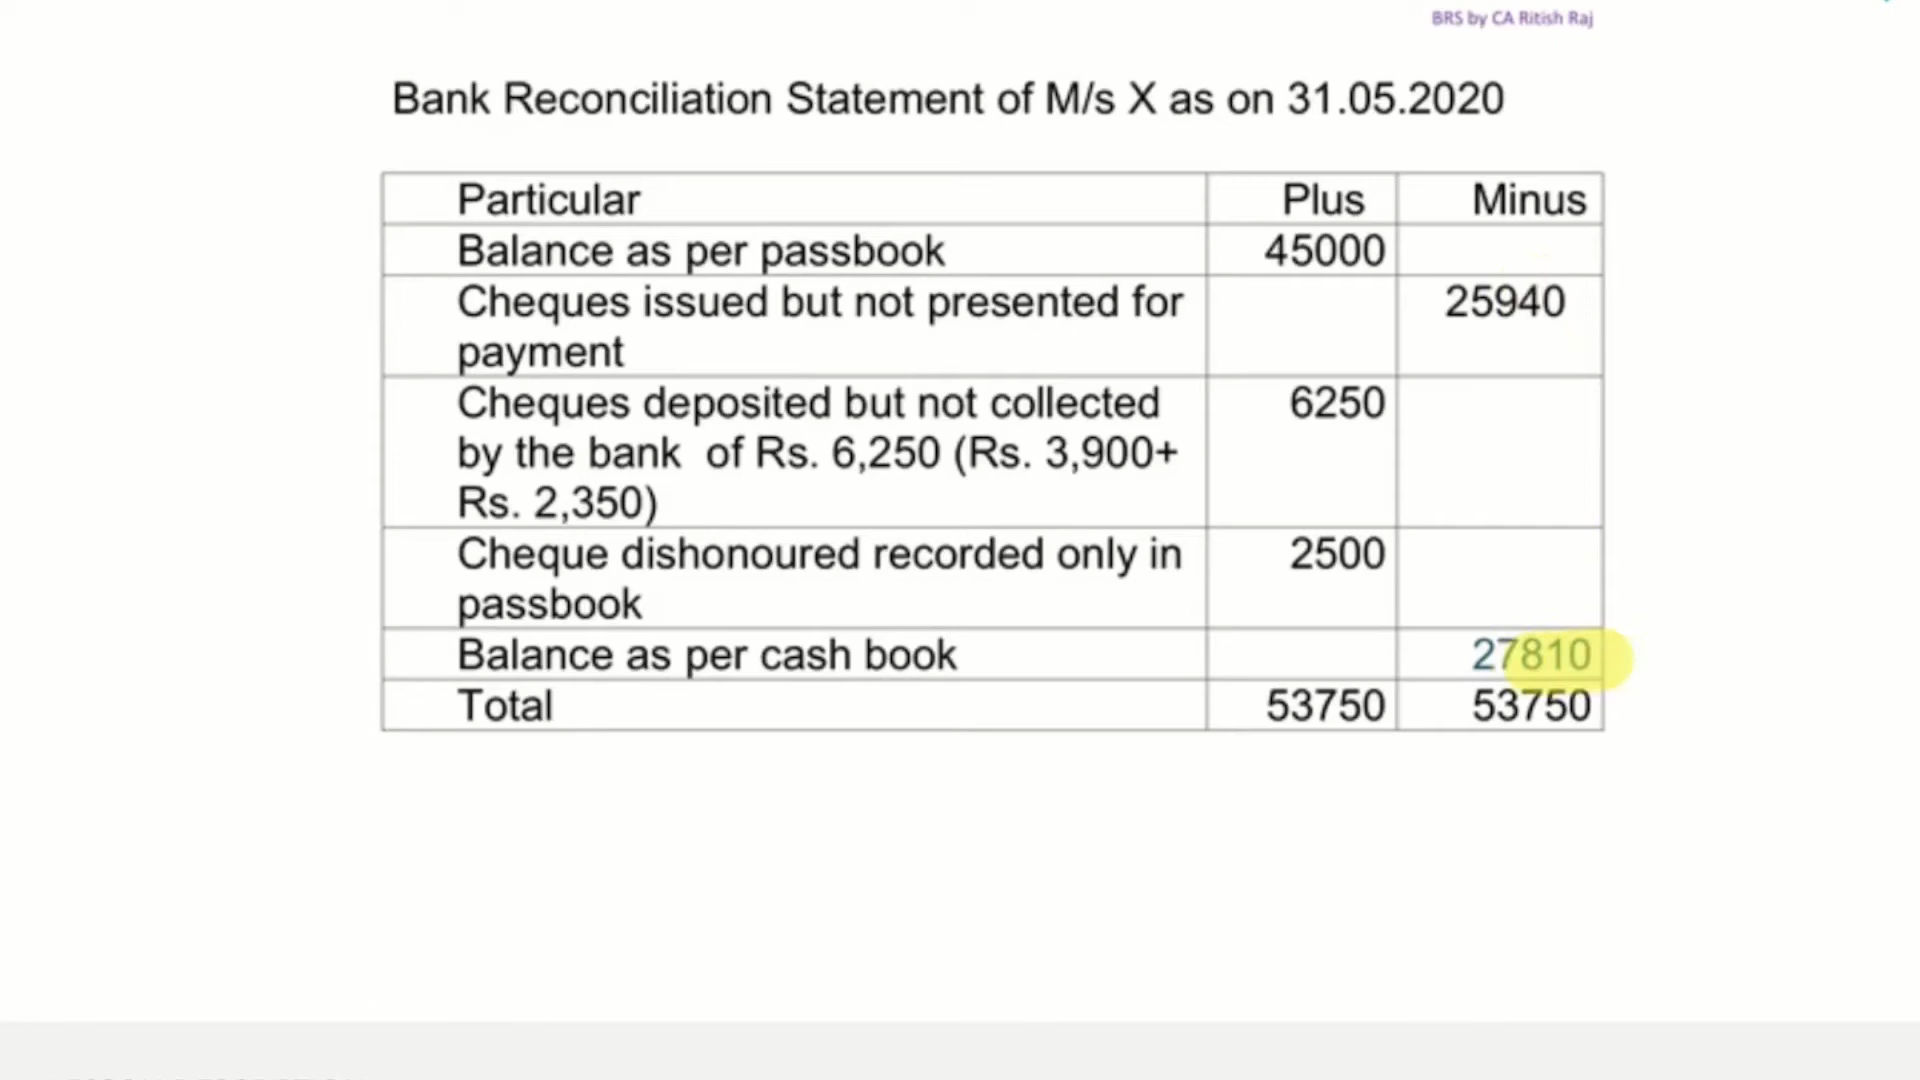 BRS by CA Ritish Raj
Bank Reconciliation Statement of M/s X as on 31.05.2020
Particular Plus Minus
Balance as per passbook 45000
Cheques issued but not presented for 25940
payment
Cheques deposited but not collected 6250
by the bank of Rs. 6,250 (Rs. 3,900+
Rs. 2,350)
Cheque dishonoured recorded only in 2500
passbook
Balance as per cash book 27810
Total 53750 53750